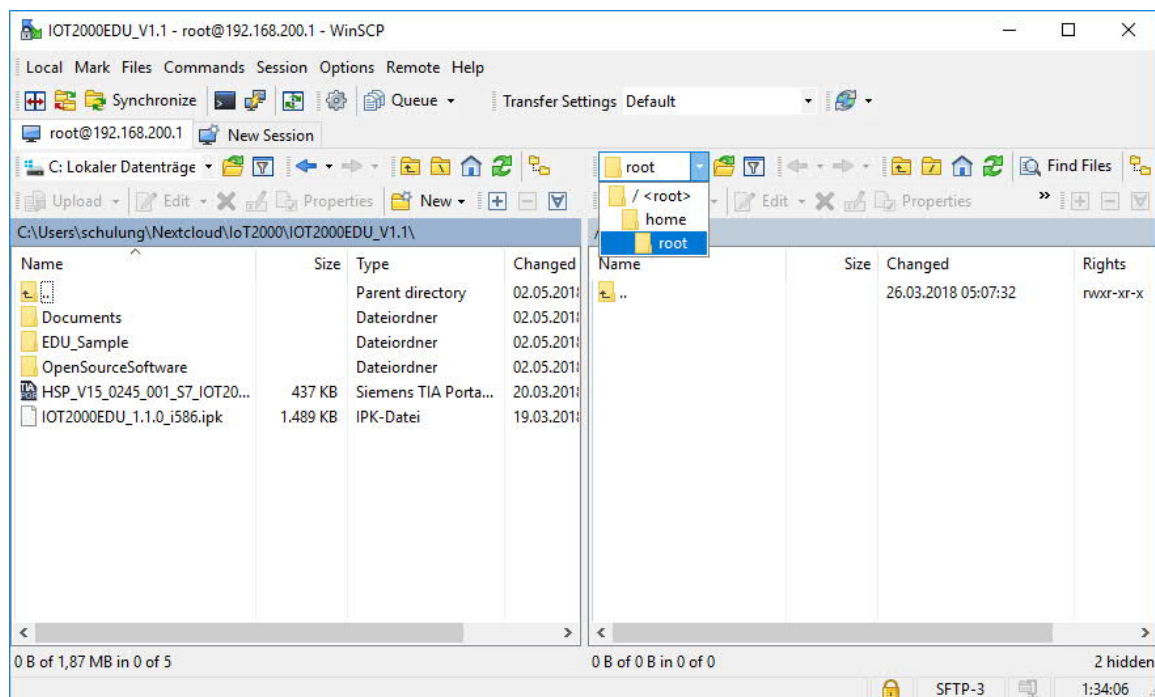 IOT2000EDU_V1.1 - root@192.168.200.1 - WinSCP
Local Mark Files Commands Session Options Remote Help
Synchronize Queue Transfer Settings Default
root@192.168.200.1 New Session
C: Lokaler Datenträge root Find Files
Upload Edit Properties New / <root> Edit Properties »
home
C:\Users\schulung\Nextcloud\IoT2000\IOT2000EDU_V1.1\ / root
Name Size Type Changed Name Size Changed Rights
.. Parent directory 02.05.201 .. 26.03.2018 05:07:32 rwxr-xr-x
Documents Dateiordner 02.05.201
EDU_Sample Dateiordner 02.05.201
OpenSourceSoftware Dateiordner 02.05.201
HSP_V15_0245_001_S7_IOT20... 437 KB Siemens TIA Porta... 20.03.201
IOT2000EDU_1.1.0_i586.ipk 1.489 KB IPK-Datei 19.03.201
0 B of 1,87 MB in 0 of 5 0 B of 0 B in 0 of 0 2 hidden
SFTP-3 1:34:06